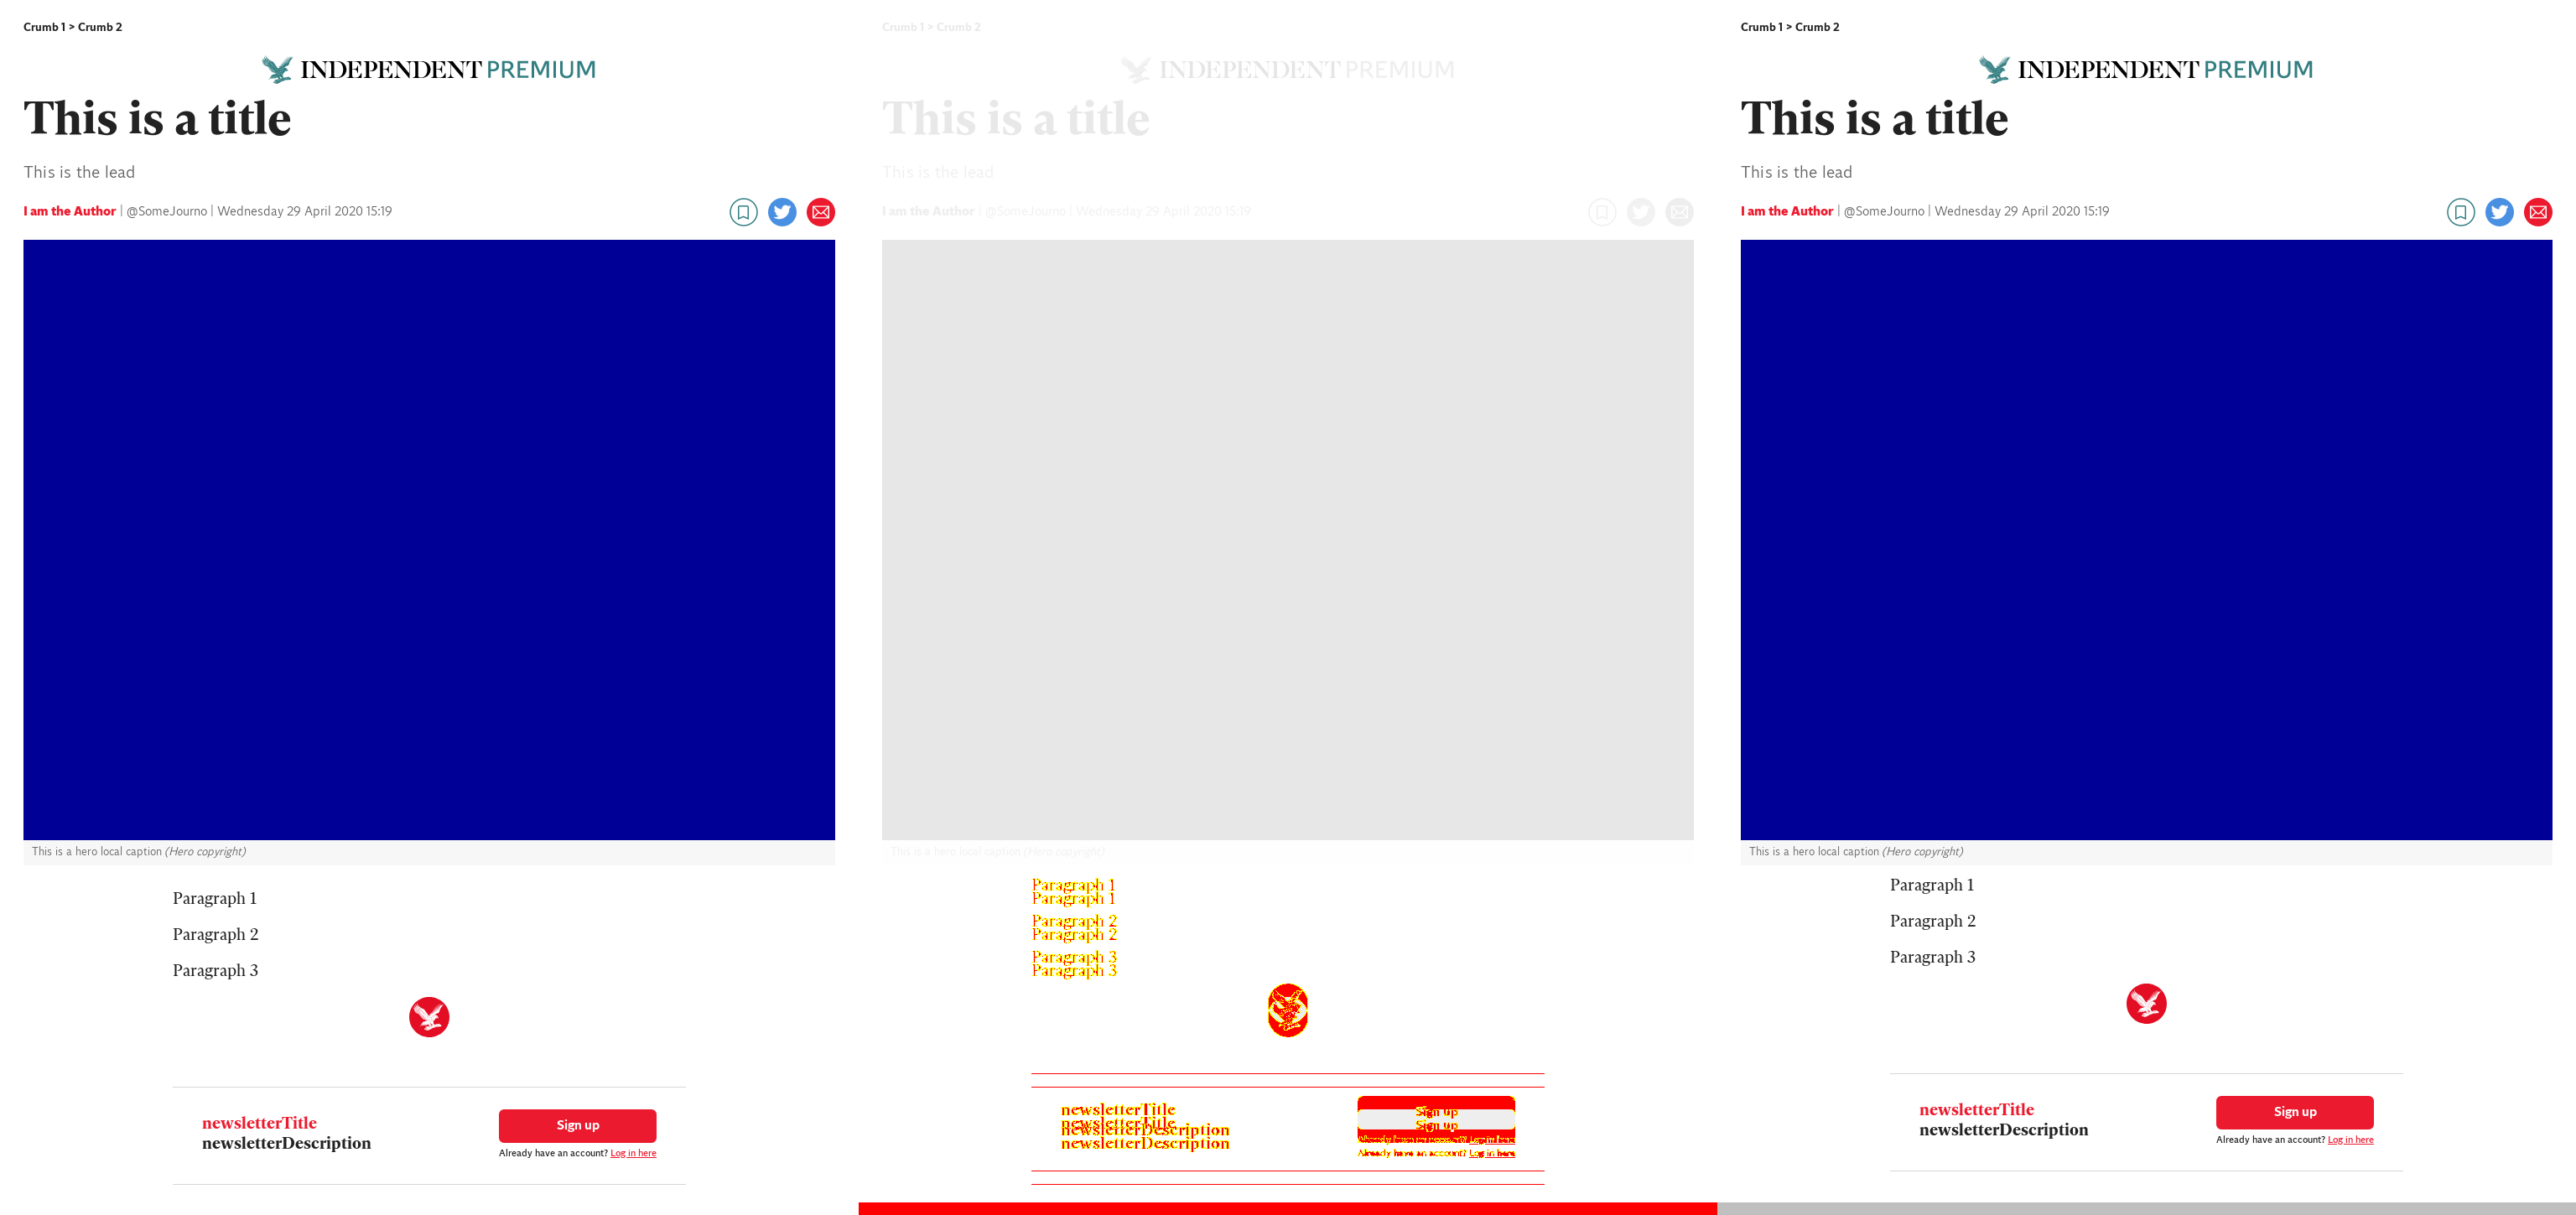 Crumb 1 > Crumb 2
INDEPENDENT PREMIUM
This is a title
This is the lead
I am the Author | @SomeJourno | Wednesday 29 April 2020 15:19
This is a hero local caption (Hero copyright)
Paragraph 1
Paragraph 2
Paragraph 3
newsletterTitle
newsletterDescription
Sign up
Already have an account? Log in here
Crumb 1 > Crumb 2
INDEPENDENT PREMIUM
This is a title
This is the lead
I am the Author | @SomeJourno | Wednesday 29 April 2020 15:19
This is a hero local caption (Hero copyright)
Paragraph 1
Paragraph 1
Paragraph 2
Paragraph 2
Paragraph 3
Paragraph 3
newsletterTitle
newsletterTitle
newsletterDescription
newsletterDescription
Sign up
Sign up
Already have an account? Log in here
Already have an account? Log in here
Crumb 1 > Crumb 2
INDEPENDENT PREMIUM
This is a title
This is the lead
I am the Author | @SomeJourno | Wednesday 29 April 2020 15:19
This is a hero local caption (Hero copyright)
Paragraph 1
Paragraph 2
Paragraph 3
newsletterTitle
newsletterDescription
Sign up
Already have an account? Log in here